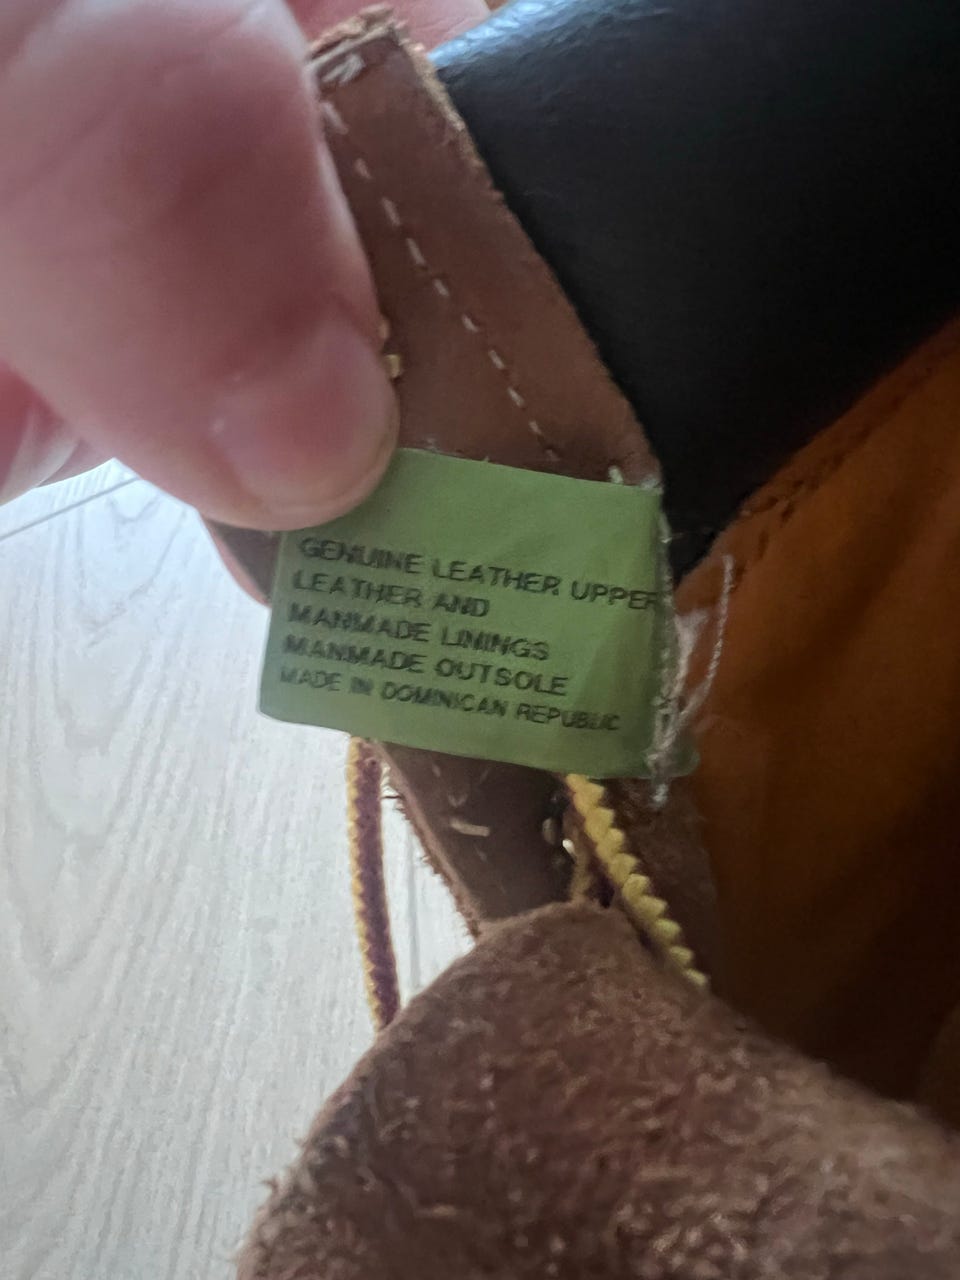 GENUINE LEATHER UPPER
LEATHER AND
MANMADE LININGS
MANMADE OUTSOLE
MADE IN DOMINICAN REPUBLIC